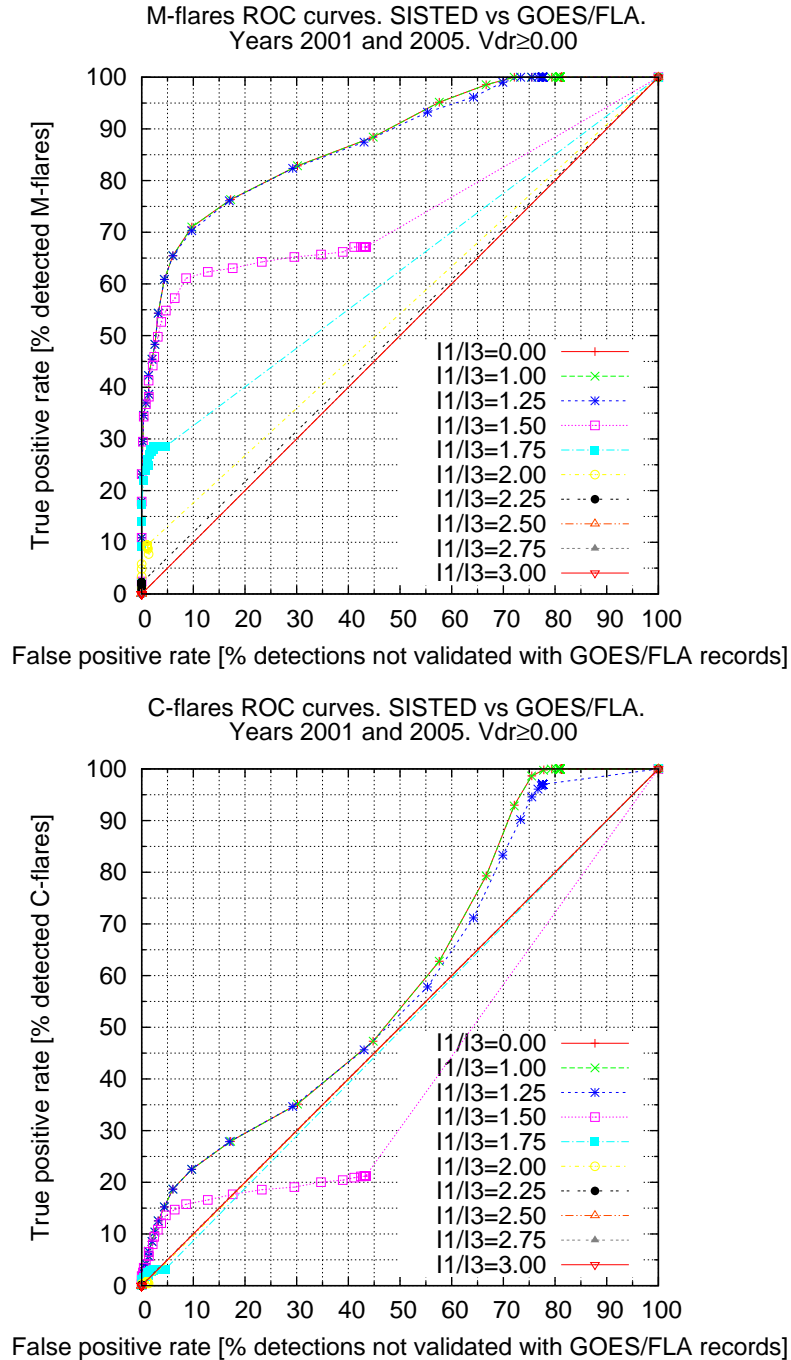 M-flares ROC curves. SISTED vs GOES/FLA.
Years 2001 and 2005. Vdr≥0.00
100
90
80
70
60
50
40
30
20
10
0
True positive rate [% detected M-flares]
I1/I3=0.00
I1/I3=1.00
I1/I3=1.25
I1/I3=1.50
I1/I3=1.75
I1/I3=2.00
I1/I3=2.25
I1/I3=2.50
I1/I3=2.75
I1/I3=3.00
0 10 20 30 40 50 60 70 80 90 100
False positive rate [% detections not validated with GOES/FLA records]
C-flares ROC curves. SISTED vs GOES/FLA.
Years 2001 and 2005. Vdr≥0.00
100
90
80
70
60
50
40
30
20
10
0
True positive rate [% detected C-flares]
I1/I3=0.00
I1/I3=1.00
I1/I3=1.25
I1/I3=1.50
I1/I3=1.75
I1/I3=2.00
I1/I3=2.25
I1/I3=2.50
I1/I3=2.75
I1/I3=3.00
0 10 20 30 40 50 60 70 80 90 100
False positive rate [% detections not validated with GOES/FLA records]